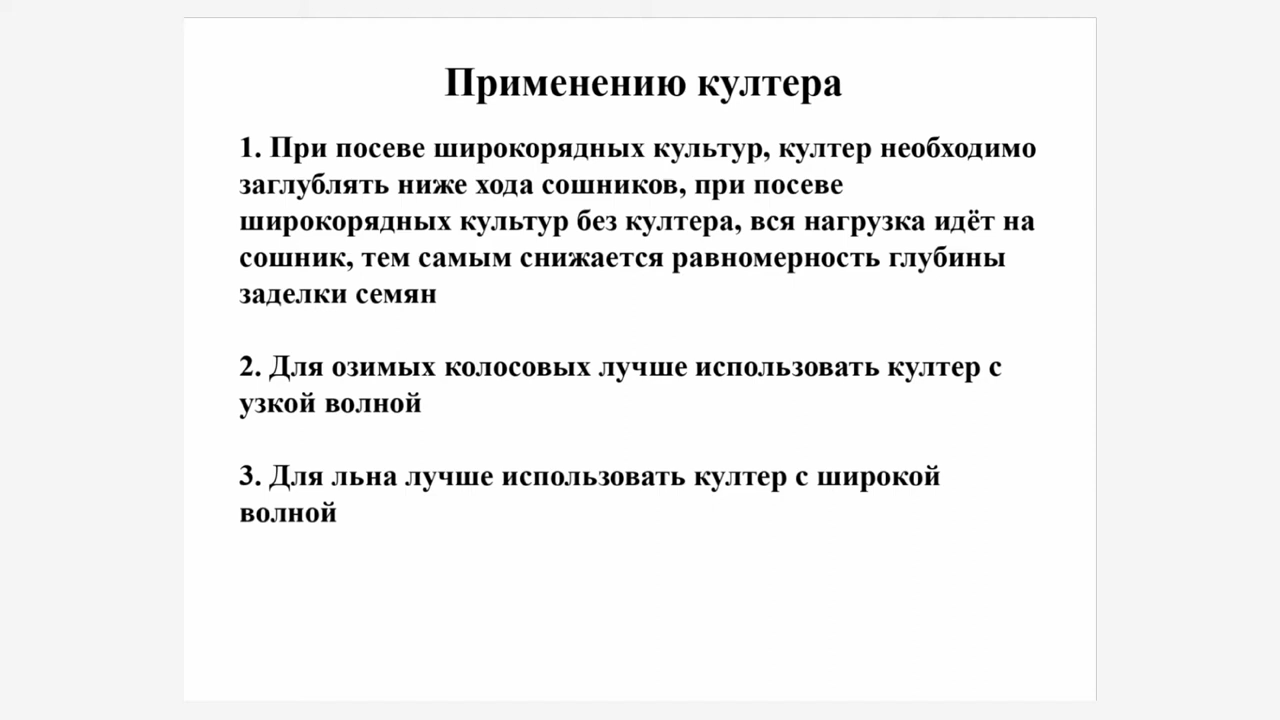 Применению култера
1. При посеве широкорядных культур, култер необходимо
заглублять ниже хода сошников, при посеве
широкорядных культур без култера, вся нагрузка идёт на
сошник, тем самым снижается равномерность глубины
заделки семян
2. Для озимых колосовых лучше использовать култер с
узкой волной
3. Для льна лучше использовать култер с широкой
волной